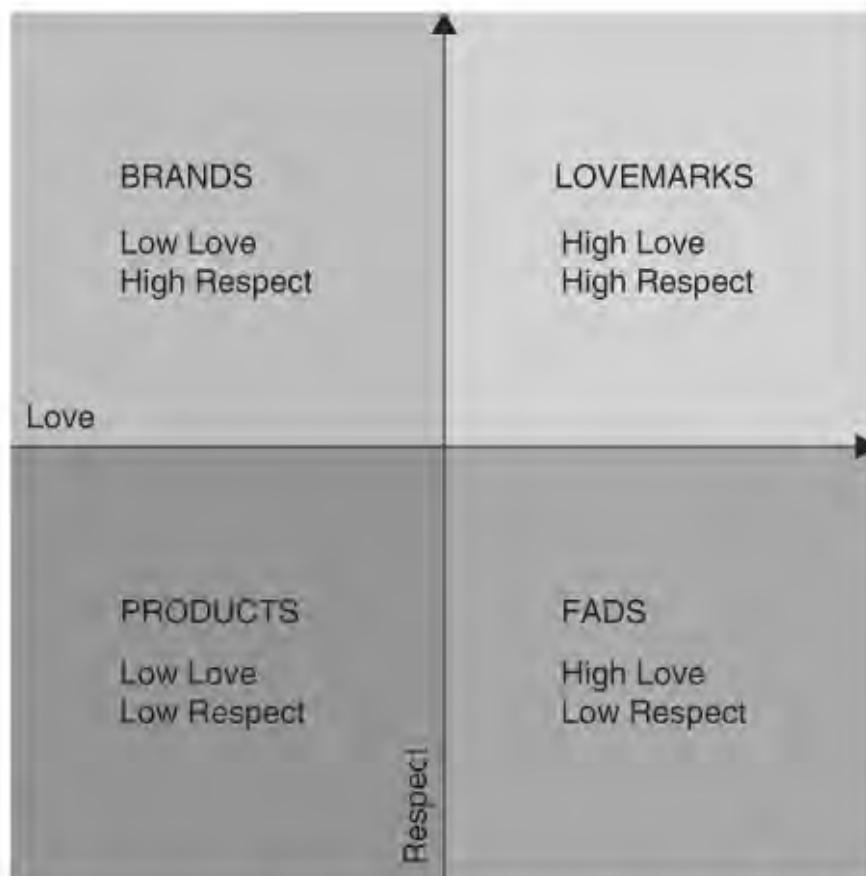 BRANDS
Low Love
High Respect
LOVEMARKS
High Love
High Respect
Love
PRODUCTS
Low Love
Low Respect
FADS
High Love
Low Respect
Respect